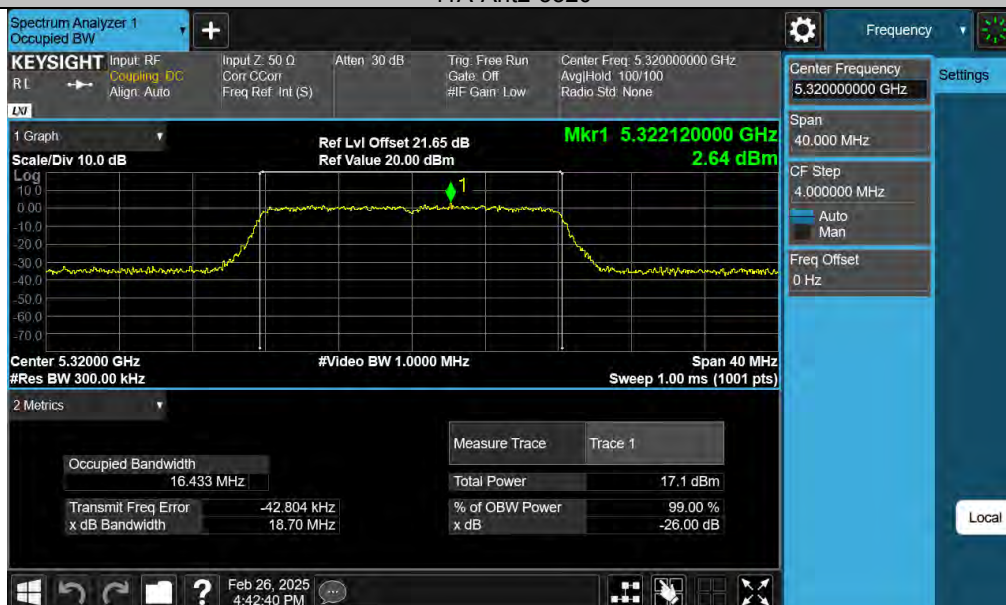 Spectrum Analyzer 1
Occupied BW
Frequency
KEYSIGHT
Input: RF
Coupling: DC
Align: Auto
Input Z: 50 Ω
Corr CCorr
Freq Ref: Int (S)
Atten: 30 dB
Trig: Free Run
Gate: Off
#IF Gain: Low
Center Freq: 5.320000000 GHz
Avg|Hold: 100/100
Radio Std: None
LXI
1 Graph
Scale/Div 10.0 dB
Ref Lvl Offset 21.65 dB
Ref Value 20.00 dBm
Mkr1 5.322120000 GHz
2.64 dBm
Log
10.0
0.00
-10.0
-20.0
-30.0
-40.0
-50.0
-60.0
-70.0
1
Center 5.32000 GHz
#Res BW 300.00 kHz
#Video BW 1.0000 MHz
Span 40 MHz
Sweep 1.00 ms (1001 pts)
2 Metrics
Measure Trace Trace 1
Occupied Bandwidth
16.433 MHz
Total Power 17.1 dBm
Transmit Freq Error -42.804 kHz
% of OBW Power 99.00 %
x dB Bandwidth 18.70 MHz
x dB -26.00 dB
Feb 26, 2025
4:42:40 PM
Center Frequency
5.320000000 GHz
Settings
Span
40.000 MHz
CF Step
4.000000 MHz
Auto
Man
Freq Offset
0 Hz
Local